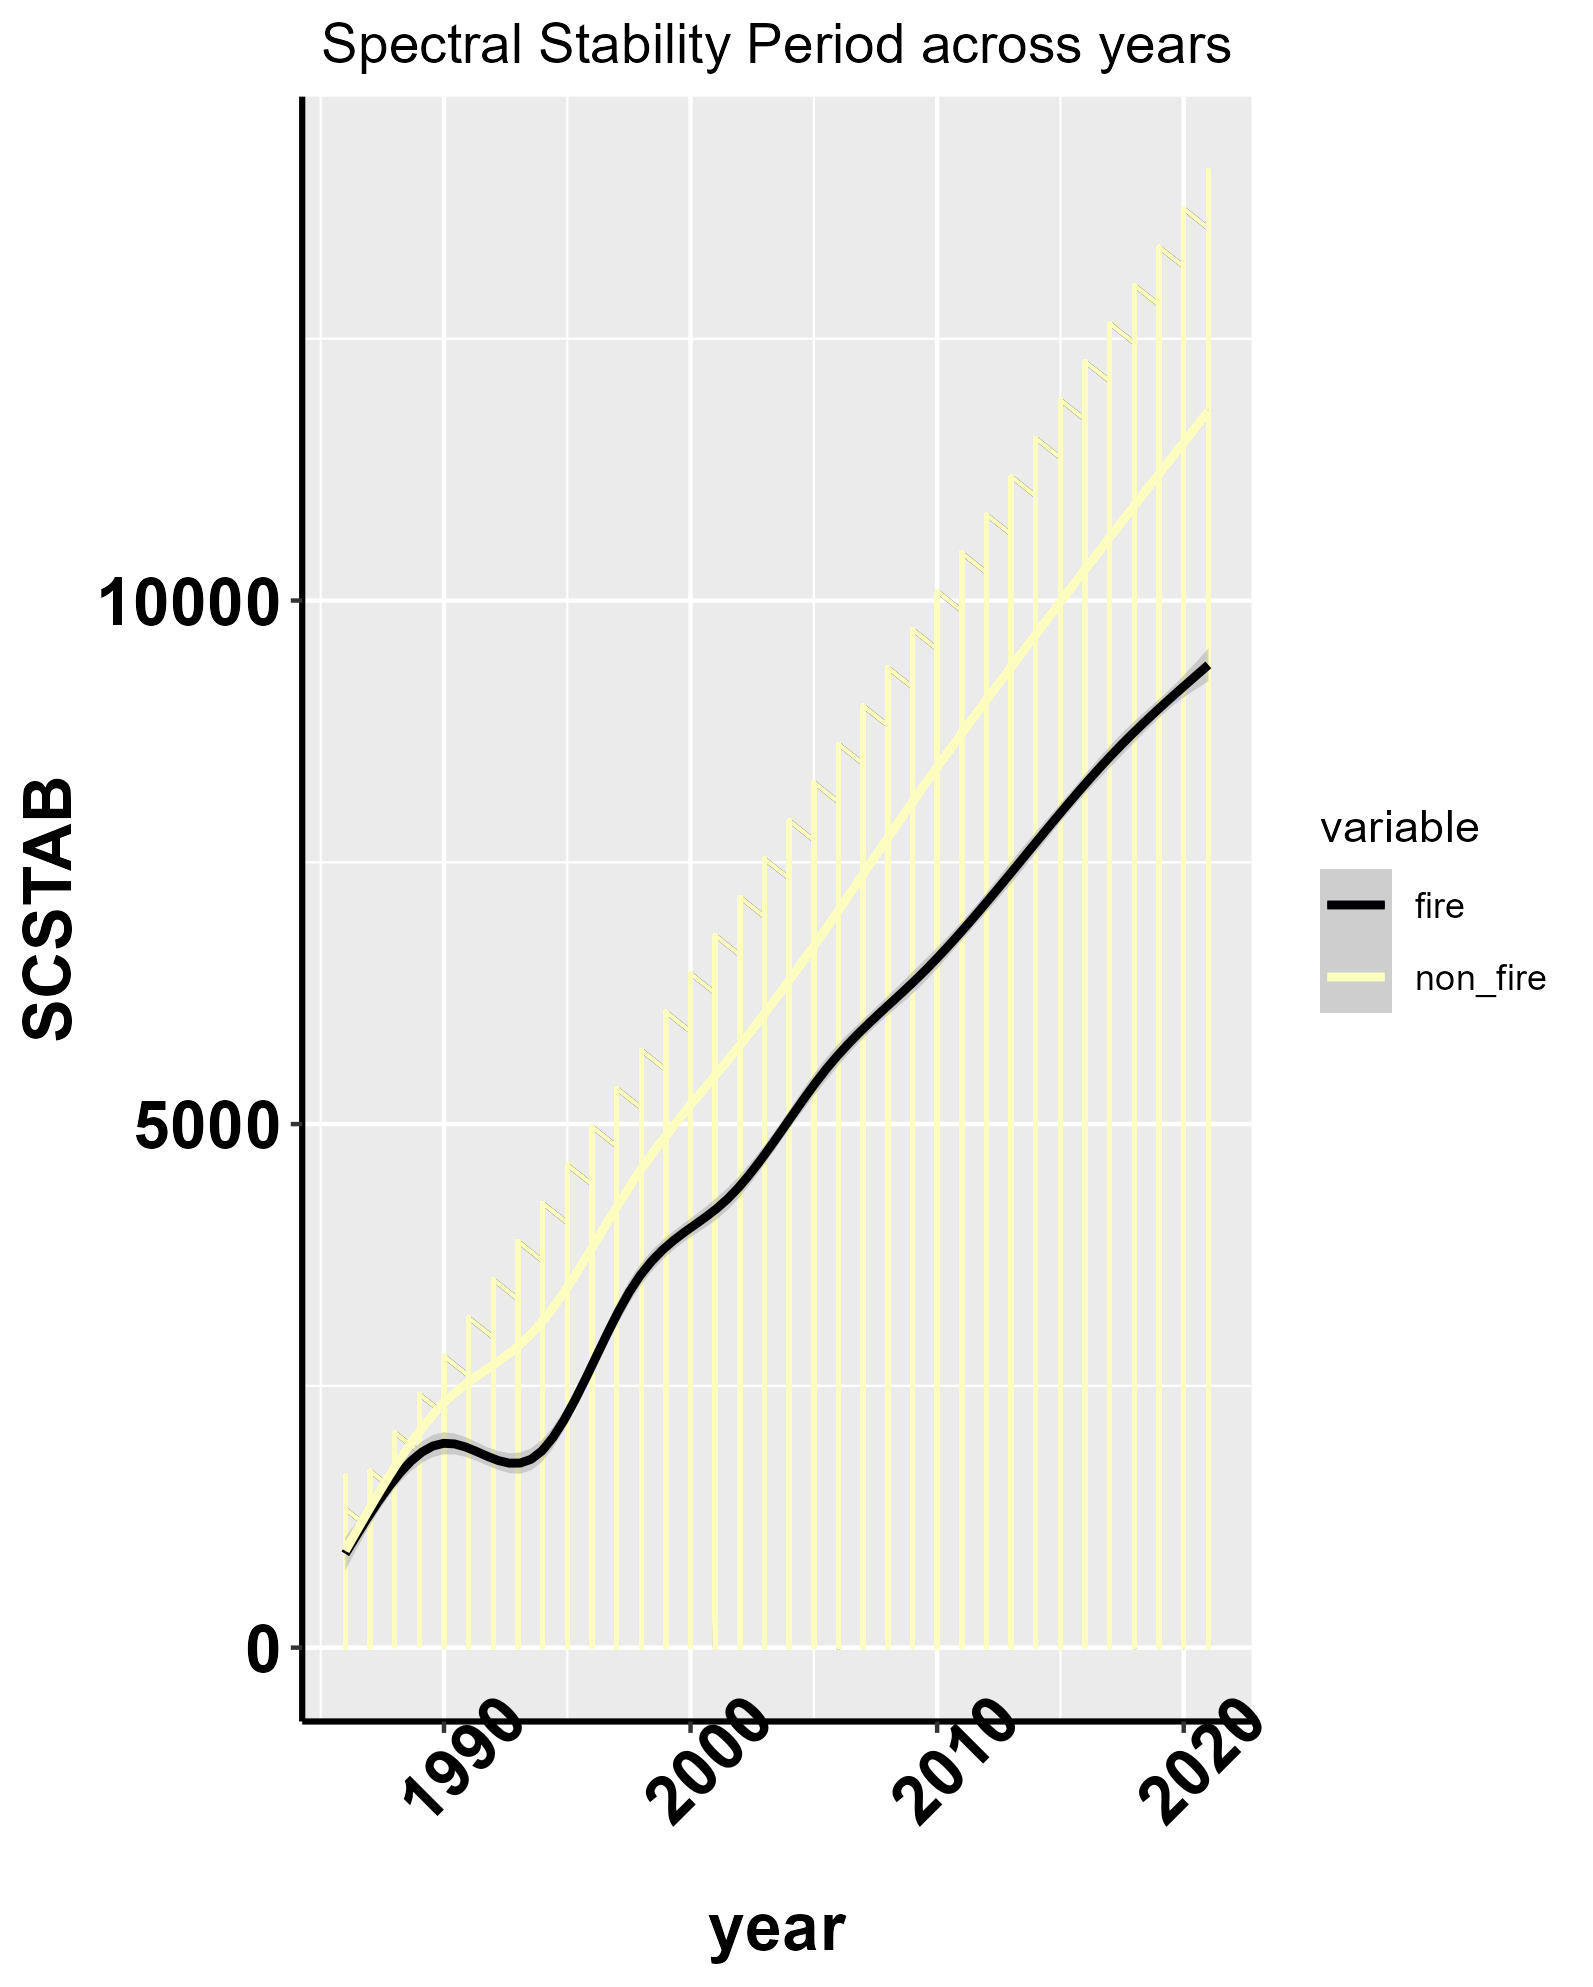 Spectral Stability Period across years
SCSTAB
10000
5000
0
1990
2000
2010
2020
year
variable
fire
non_fire